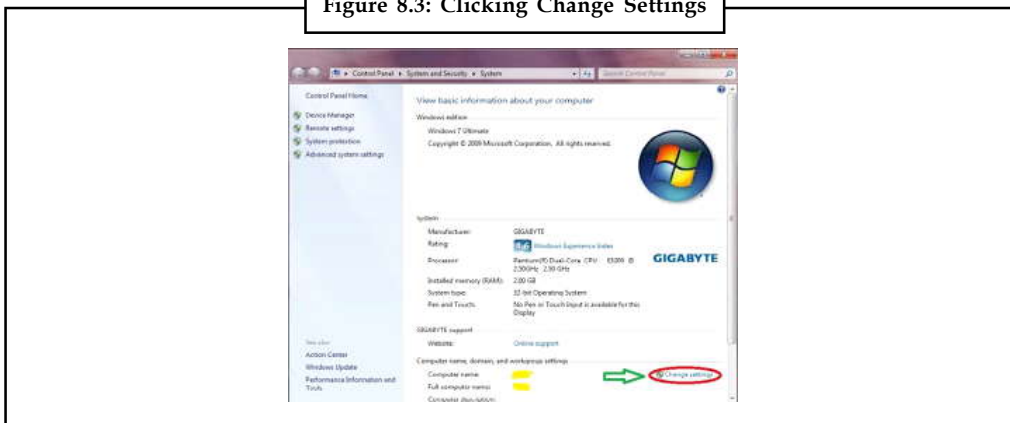 Figure 8.3: Clicking Change Settings
Control Panel ▸ System and Security ▸ System
Search Control Panel
Control Panel Home
Device Manager
Remote settings
System protection
Advanced system settings
View basic information about your computer
Windows edition
Windows 7 Ultimate
Copyright © 2009 Microsoft Corporation. All rights reserved.
System
Manufacturer: GIGABYTE
Rating: Windows Experience Index
Processor: Pentium(R) Dual-Core CPU @
GIGABYTE
Installed memory (RAM): 2.00 GB
System type: 32-bit Operating System
Pen and Touch: No Pen or Touch Input is available for this
Display
GIGABYTE support
Website: Online support
See also
Action Center
Windows Update
Performance Information and
Tools
Computer name, domain, and workgroup settings
Computer name:
Change settings
Full computer name:
Computer description: